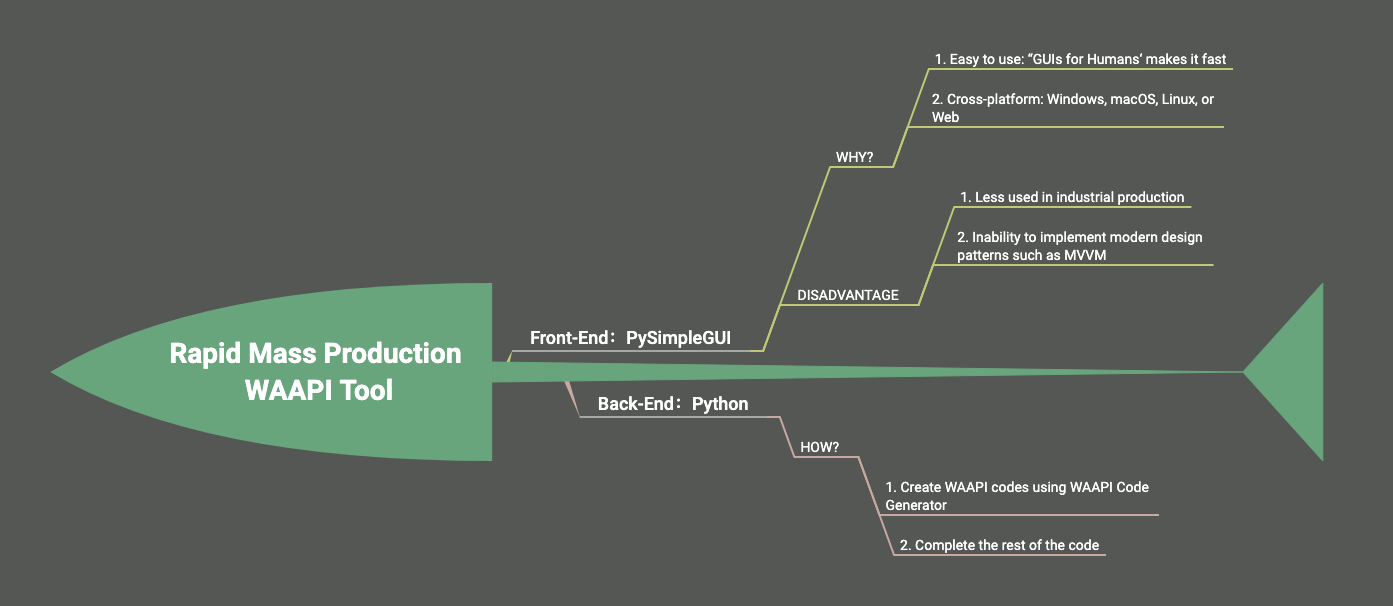 1. Easy to use: “GUIs for Humans‘ makes it fast
2. Cross-platform: Windows, macOS, Linux, or
Web
WHY?
1. Less used in industrial production
2. Inability to implement modern design
patterns such as MVVM
DISADVANTAGE
Front-End：PySimpleGUI
Rapid Mass Production
WAAPI Tool
Back-End：Python
HOW?
1. Create WAAPI codes using WAAPI Code
Generator
2. Complete the rest of the code